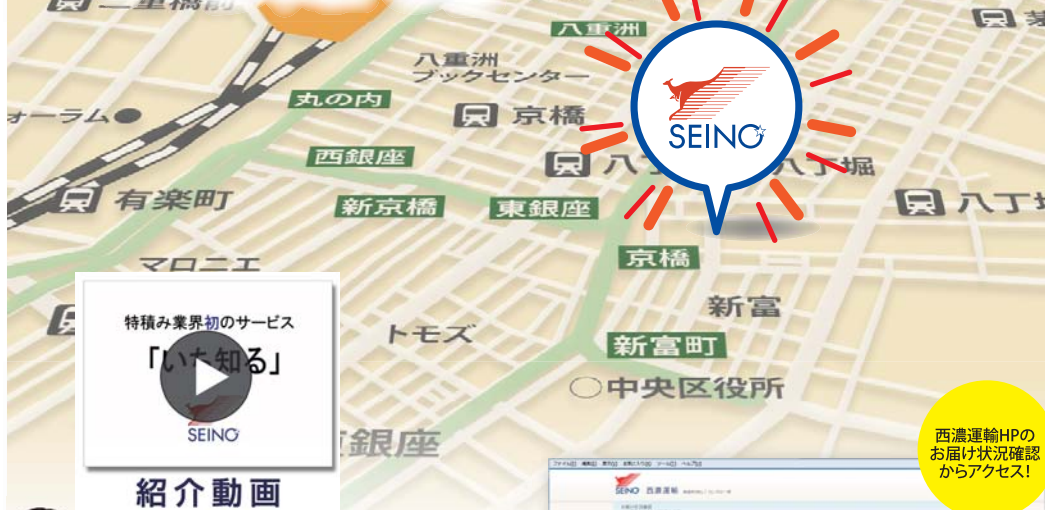 二重橋前
八重洲
八重洲
ブックセンター
丸の内
京橋
SEINO
ォーラム
西銀座
八丁堀
有楽町
新京橋
東銀座
八丁
京橋
マロニエ
新富
特積み業界初のサービス
「いち知る」
SEINO
トモズ
新富町
中央区役所
銀座
紹介動画
西濃運輸HPの
お届け状況確認
からアクセス!
SEINO 西濃運輸